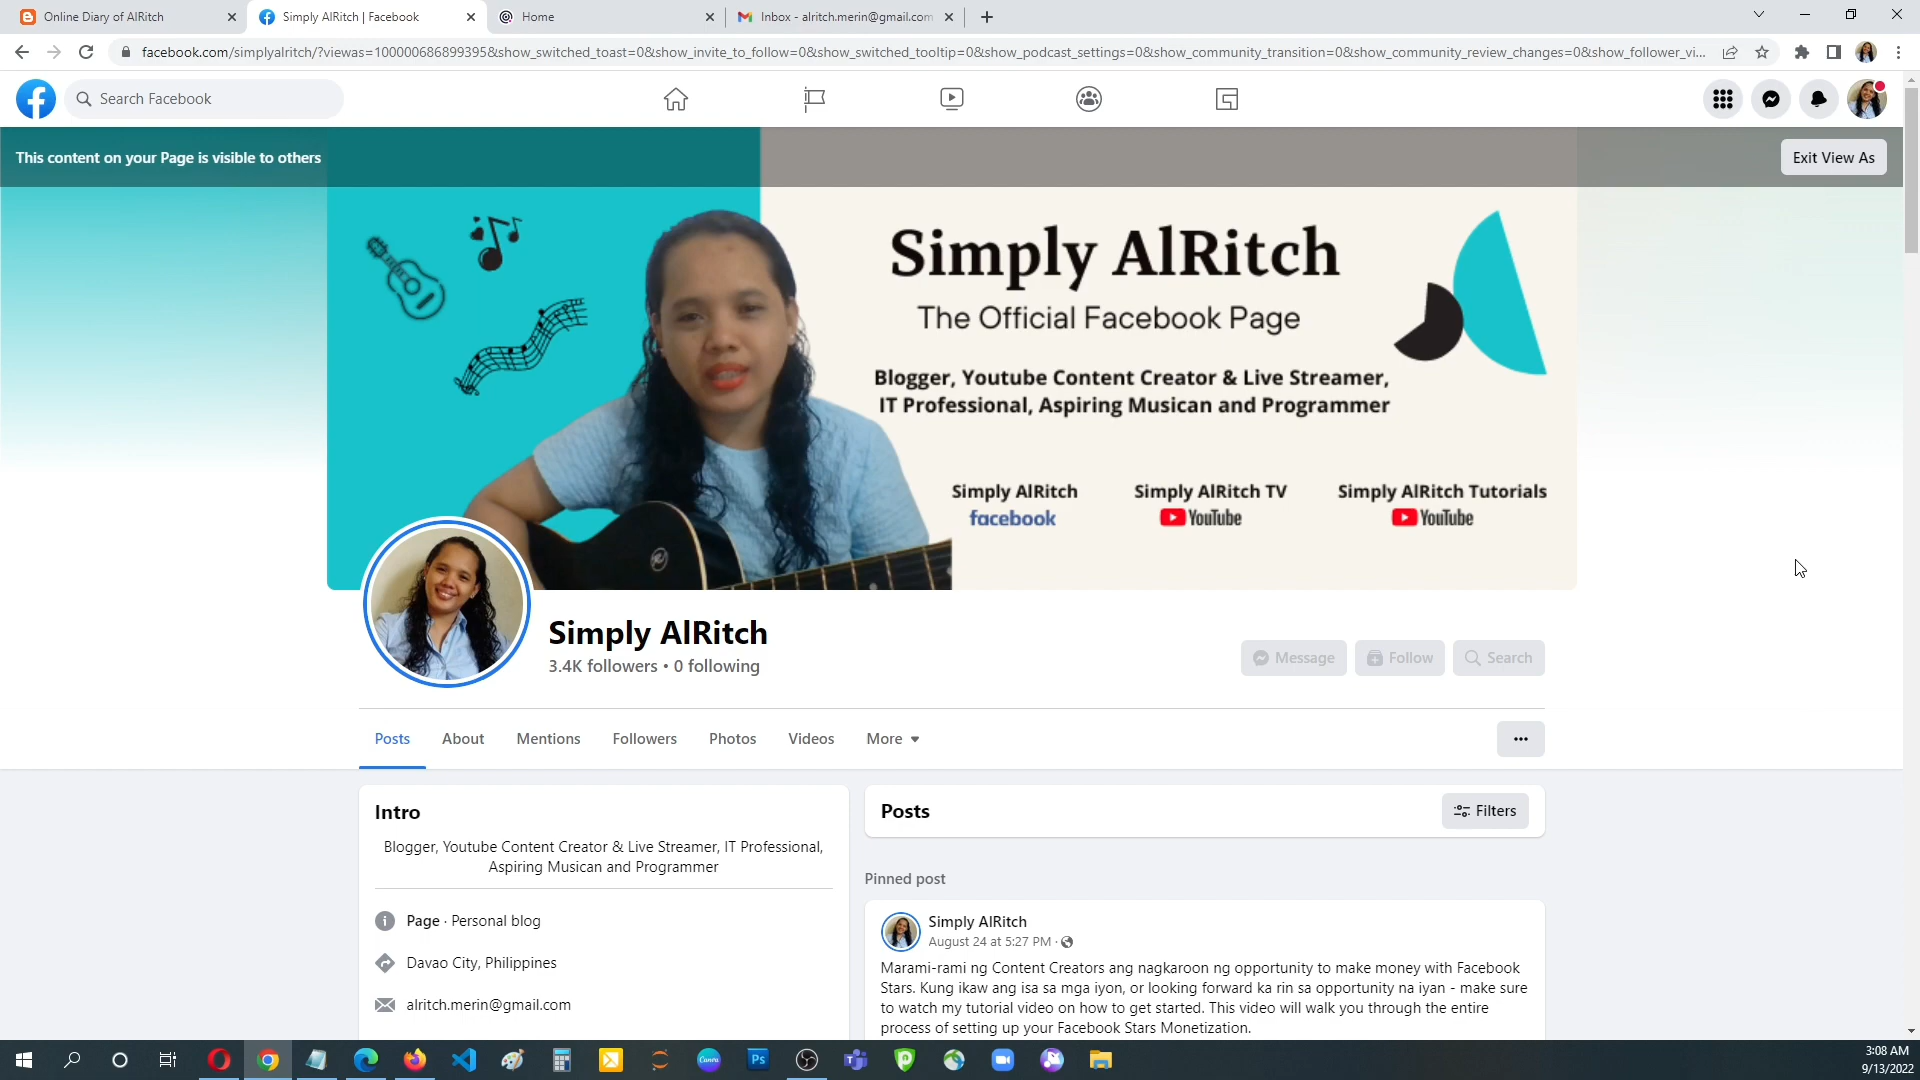 Online Diary of AlRitch
Simply AlRitch | Facebook
Home
Inbox - alritch.merin@gmail.com
facebook.com/simplyalritch/?viewas=100000686899395&show_switched_toast=0&show_invite_to_follow=0&show_switched_tooltip=0&show_podcast_settings=0&show_community_transition=0&show_community_review_changes=0&show_follower_vi...
Search Facebook
This content on your Page is visible to others
Exit View As
Simply AlRitch
The Official Facebook Page
Blogger, Youtube Content Creator & Live Streamer,
IT Professional, Aspiring Musican and Programmer
Simply AlRitch
facebook
Simply AlRitch TV
YouTube
Simply AlRitch Tutorials
YouTube
Simply AlRitch
3.4K followers • 0 following
Message
Follow
Search
Posts
About
Mentions
Followers
Photos
Videos
More
Intro
Blogger, Youtube Content Creator & Live Streamer, IT Professional,
Aspiring Musican and Programmer
Page · Personal blog
Davao City, Philippines
alritch.merin@gmail.com
Posts
Filters
Pinned post
Simply AlRitch
August 24 at 5:27 PM ·
Marami-rami ng Content Creators ang nagkaroon ng opportunity to make money with Facebook
Stars. Kung ikaw ang isa sa mga iyon, or looking forward ka rin sa opportunity na iyan - make sure
to watch my tutorial video on how to get started. This video will walk you through the entire
process of setting up your Facebook Stars Monetization.
Canva
Ps
3:08 AM
9/13/2022